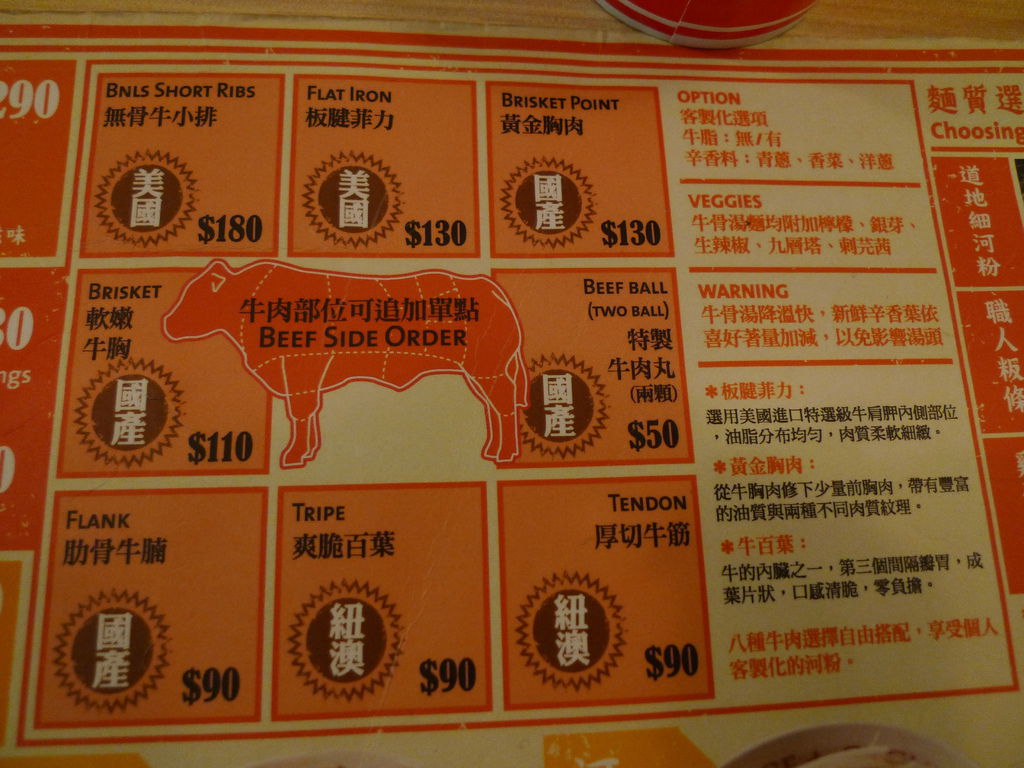 290
BNLS SHORT RIBS
無骨牛小排
美國
$180
FLAT IRON
板腱菲力
美國
$130
BRISKET POINT
黃金胸肉
國產
$130
BRISKET
軟嫩
牛胸
國產
$110
牛肉部位可追加單點
BEEF SIDE ORDER
BEEF BALL
(TWO BALL)
特製
牛肉丸
(兩顆)
國產
$50
FLANK
肋骨牛腩
國產
$90
TRIPE
爽脆百葉
紐澳
$90
TENDON
厚切牛筋
紐澳
$90
OPTION
客製化選項
牛脂：無/有
辛香料：青蔥、香菜、洋蔥
VEGGIES
牛骨湯麵均附加檸檬、銀芽、
生辣椒、九層塔、刺芫茜
WARNING
牛骨湯降溫快，新鮮辛香葉依
喜好著量加減，以免影響湯頭
*板腱菲力：
選用美國進口特選級牛肩胛內側部位
，油脂分布均勻，肉質柔軟細緻。
*黃金胸肉：
從牛胸肉修下少量前胸肉，帶有豐富
的油質與兩種不同肉質紋理。
*牛百葉：
牛的內臟之一，第三個間隔瓣胃，成
葉片狀，口感清脆，零負擔。
八種牛肉選擇自由搭配，享受個人
客製化的河粉。
麵質選
Choosing
道地細河粉
職人粄條